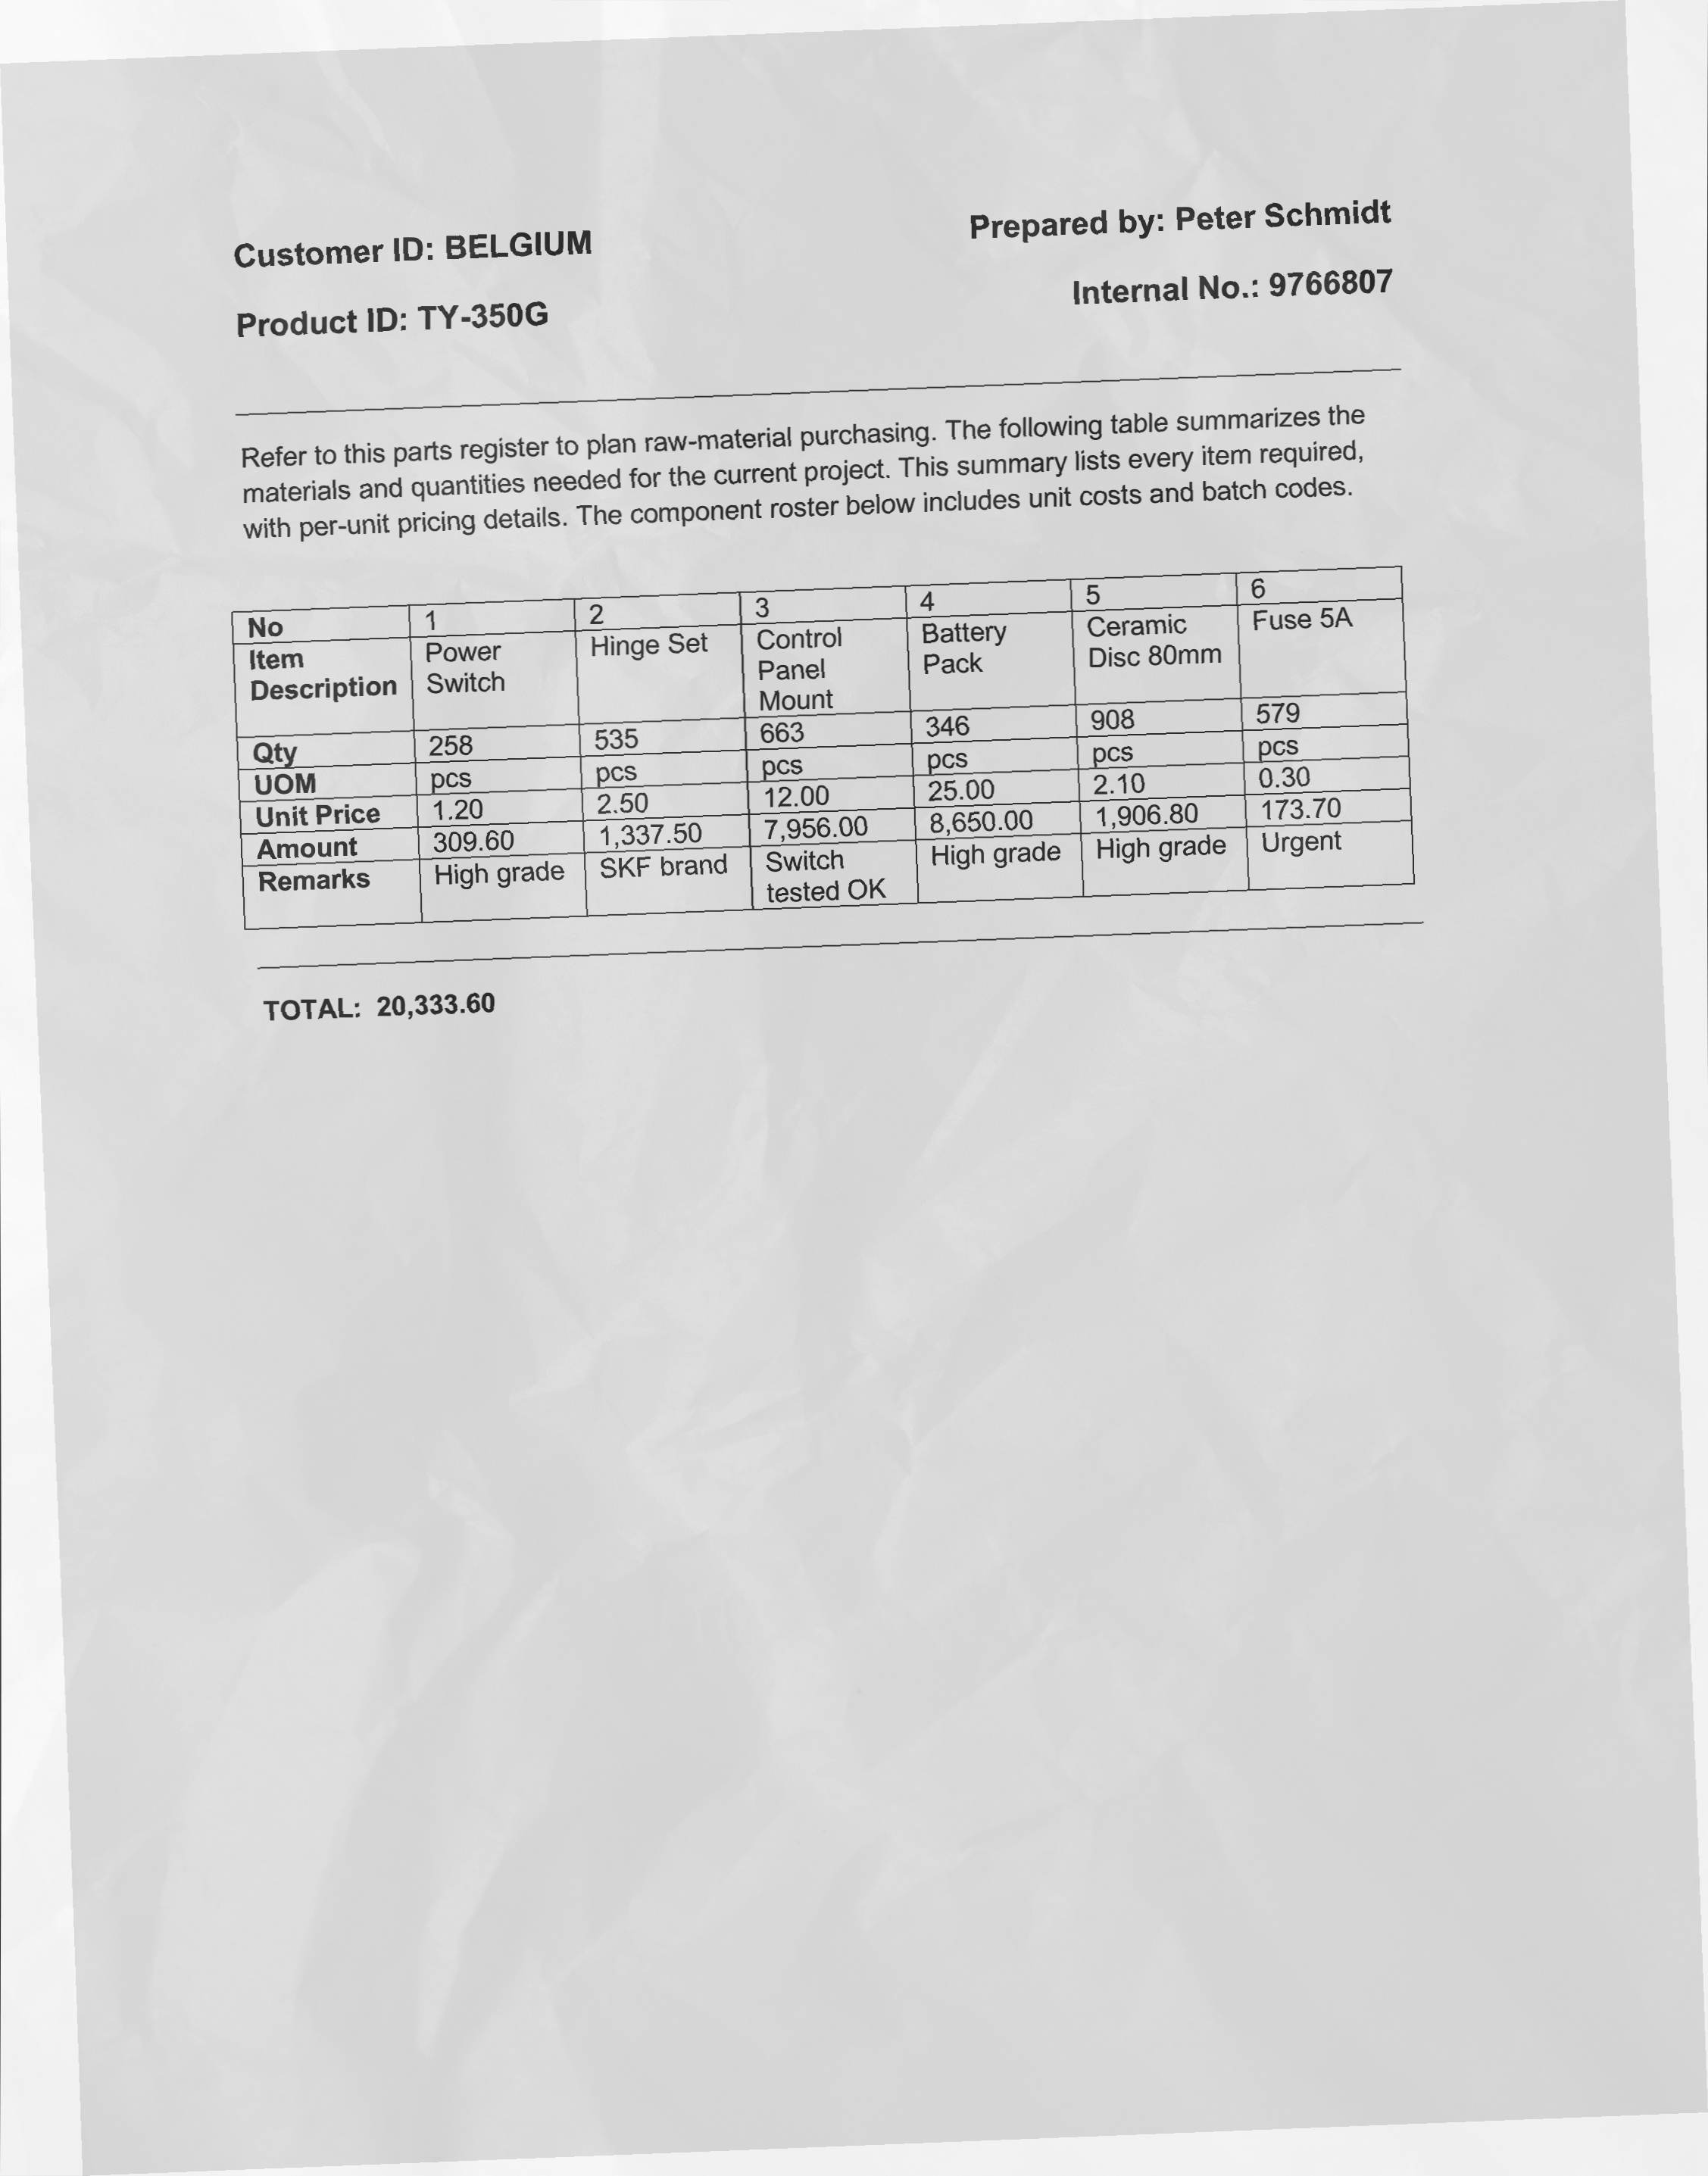 Customer ID: BELGIUM
Prepared by: Peter Schmidt
Product ID: TY-350G
Internal No.: 9766807
Refer to this parts register to plan raw-material purchasing. The following table summarizes the
materials and quantities needed for the current project. This summary lists every item required,
with per-unit pricing details. The component roster below includes unit costs and batch codes.
No 1 2 3 4 5 6
Item Description Power Switch Hinge Set Control Panel Mount Battery Pack Ceramic Disc 80mm Fuse 5A
Qty 258 535 663 346 908 579
UOM pcs pcs pcs pcs pcs pcs
Unit Price 1.20 2.50 12.00 25.00 2.10 0.30
Amount 309.60 1,337.50 7,956.00 8,650.00 1,906.80 173.70
Remarks High grade SKF brand Switch tested OK High grade High grade Urgent
TOTAL: 20,333.60